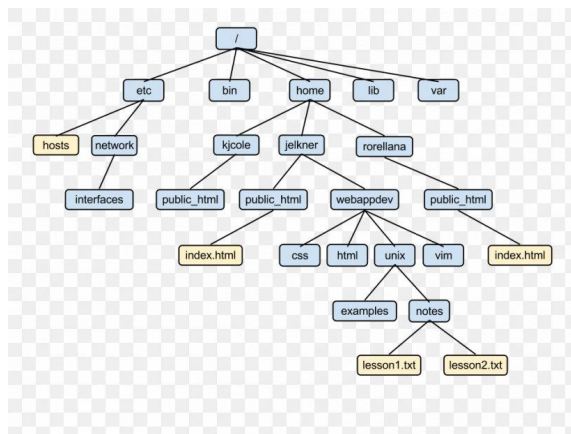 /
etc
bin
home
lib
var
hosts
network
kjcole
jelkner
rorellana
interfaces
public_html
public_html
webappdev
public_html
index.html
css
html
unix
vim
index.html
examples
notes
lesson1.txt
lesson2.txt